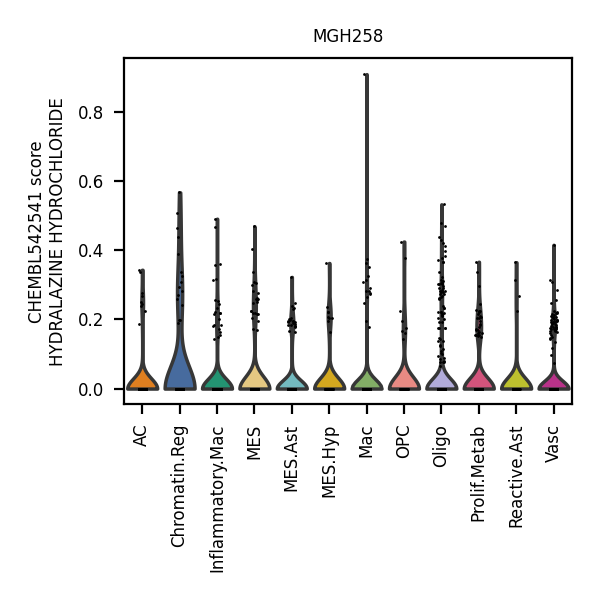 MGH258
CHEMBL542541 score
HYDRALAZINE HYDROCHLORIDE
0.8
0.6
0.4
0.2
0.0
AC
Chromatin.Reg
Inflammatory.Mac
MES
MES.Ast
MES.Hyp
Mac
OPC
Oligo
Prolif.Metab
Reactive.Ast
Vasc